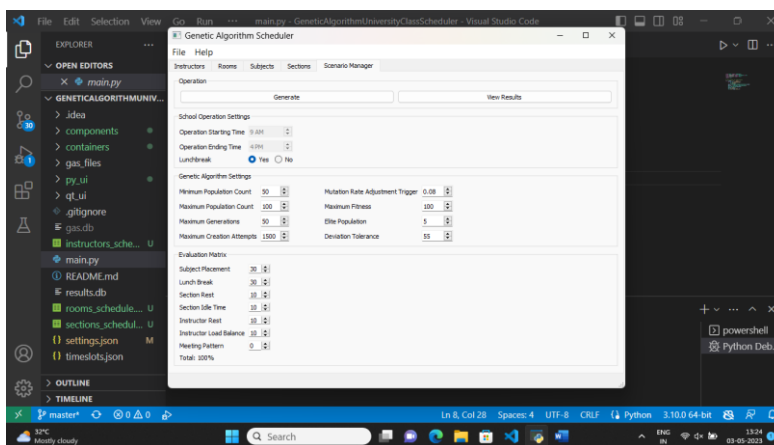 File Edit Selection View Go Run ··· main.py - GeneticAlgorithmUniversityClassScheduler - Visual Studio Code
EXPLORER ···
OPEN EDITORS
main.py
GENETICALGORITHMUNIV...
.idea
components
containers
gas_files
py_ui
qt_ui
.gitignore
gas.db
instructors_sche... U
main.py
README.md
results.db
rooms_schedule.... U
sections_schedul... U
settings.json M
timeslots.json
OUTLINE
TIMELINE
30
1
Genetic Algorithm Scheduler
File Help
Instructors Rooms Subjects Sections Scenario Manager
Operation
Generate View Results
School Operation Settings
Operation Starting Time 9 AM
Operation Ending Time 4 PM
Lunchbreak Yes No
Genetic Algorithm Settings
Minimum Population Count 50 Mutation Rate Adjustment Trigger 0.08
Maximum Population Count 100 Maximum Fitness 100
Maximum Generations 50 Elite Population 5
Maximum Creation Attempts 1500 Deviation Tolerance 55
Evaluation Matrix
Subject Placement 30
Lunch Break 30
Section Rest 10
Section Idle Time 10
Instructor Rest 10
Instructor Load Balance 10
Meeting Pattern 0
Total: 100%
powershell
Python Deb...
master* 0 0 Ln 8, Col 28 Spaces: 4 UTF-8 CRLF Python 3.10.0 64-bit
32°C
Mostly cloudy
Search
ENG
IN
13:24
03-05-2023